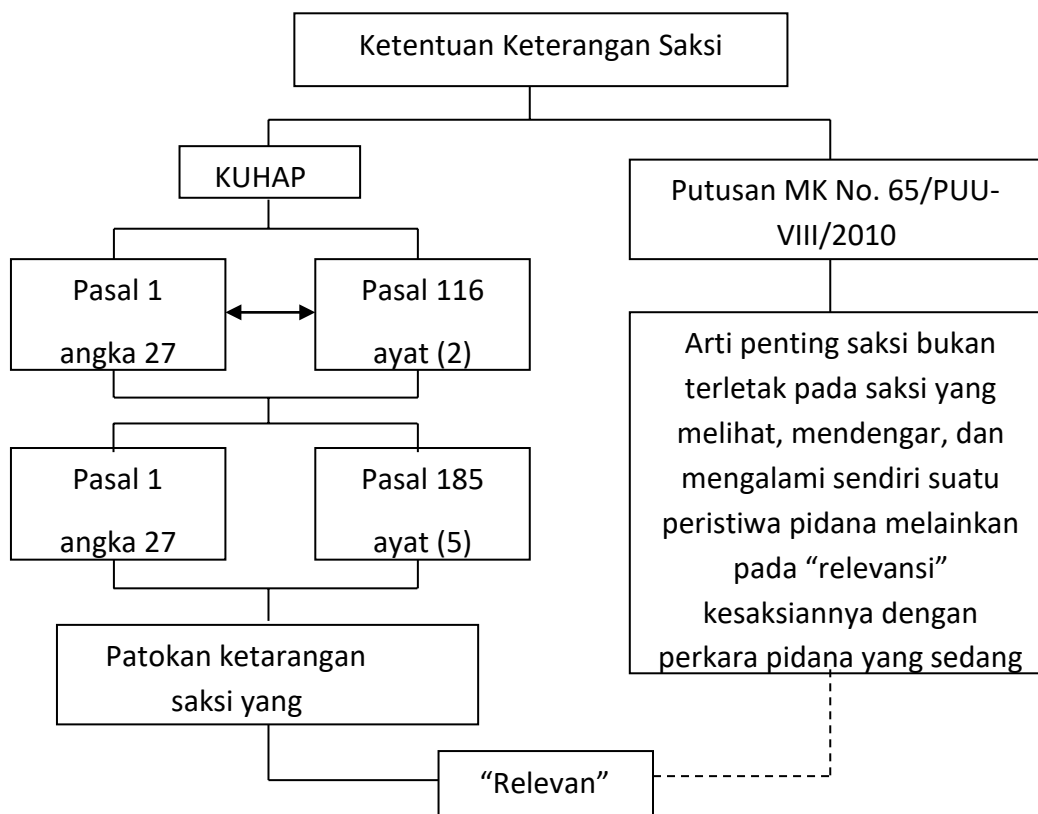 Ketentuan Keterangan Saksi
KUHAP
Putusan MK No. 65/PUU-
VIII/2010
Pasal 1
angka 27
Pasal 116
ayat (2)
Pasal 1
angka 27
Pasal 185
ayat (5)
Arti penting saksi bukan
terletak pada saksi yang
melihat, mendengar, dan
mengalami sendiri suatu
peristiwa pidana melainkan
pada “relevansi”
kesaksiannya dengan
perkara pidana yang sedang
Patokan ketarangan
saksi yang
“Relevan”